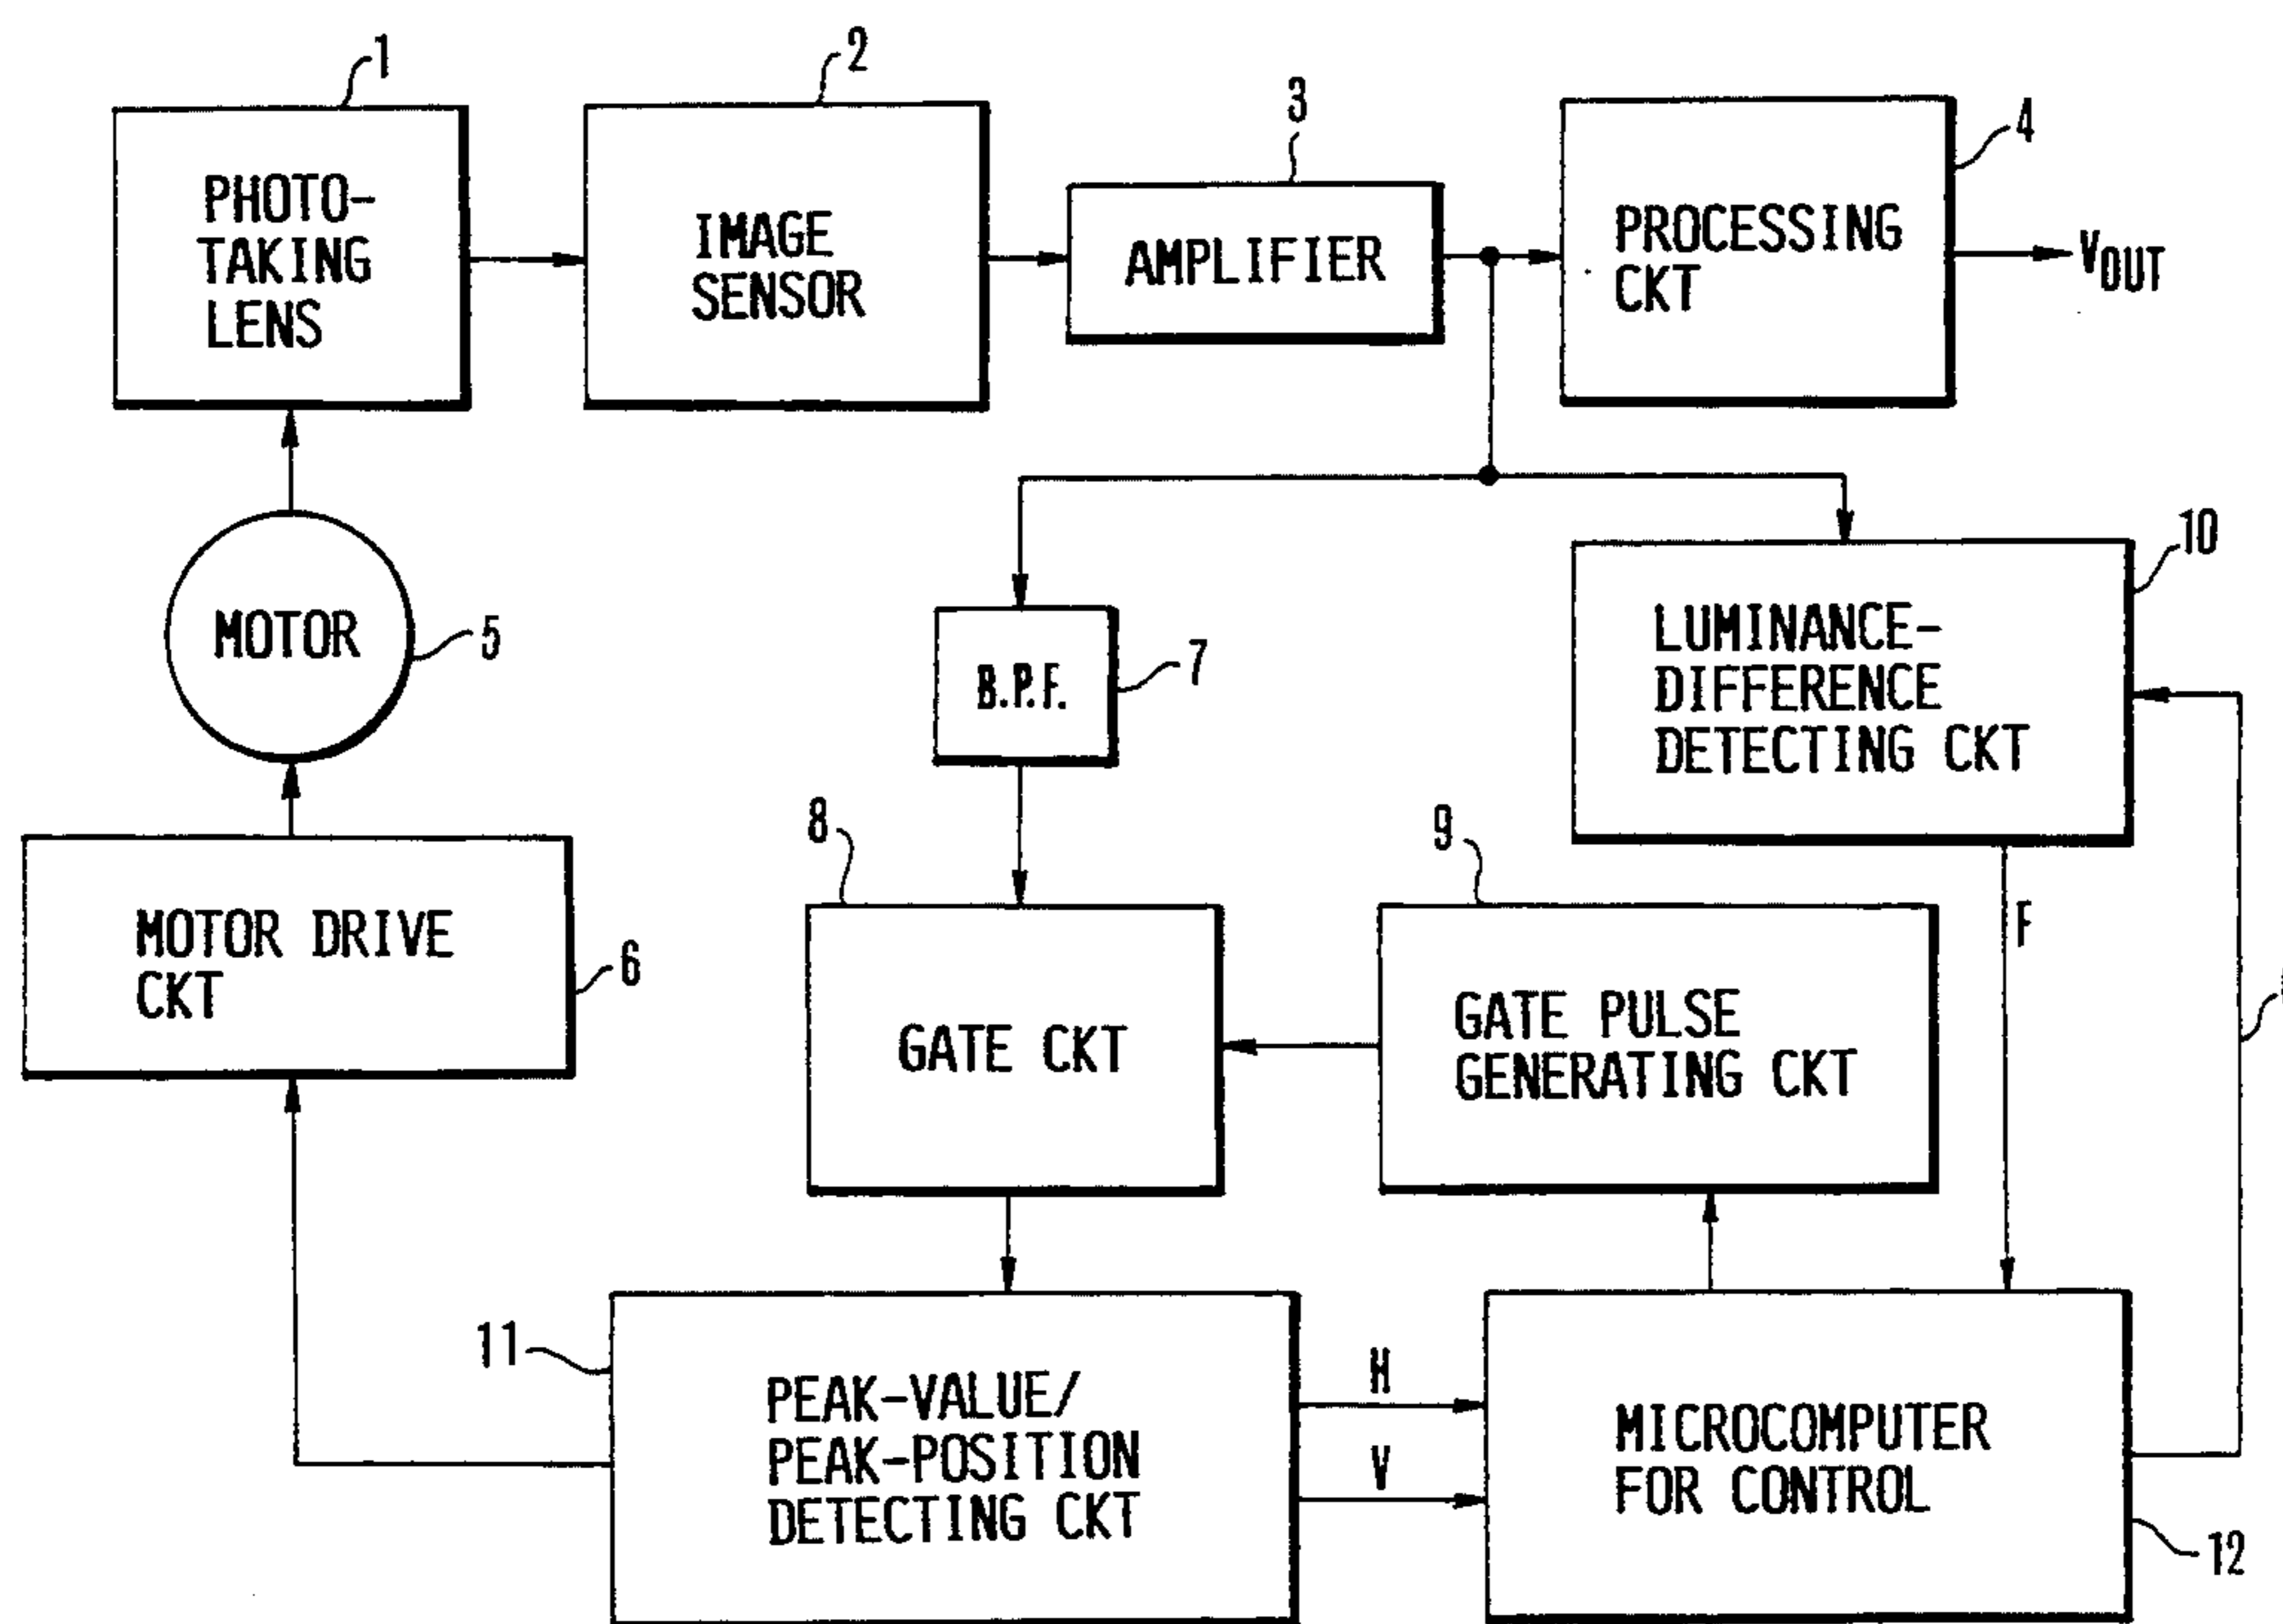 1
2
3
4
PHOTO-
TAKING
LENS
IMAGE
SENSOR
AMPLIFIER
PROCESSING
CKT
VOUT
MOTOR
5
B.P.F.
7
10
LUMINANCE-
DIFFERENCE
DETECTING CKT
MOTOR DRIVE
CKT
6
8
GATE CKT
9
GATE PULSE
GENERATING CKT
F
11
PEAK-VALUE/
PEAK-POSITION
DETECTING CKT
H
V
MICROCOMPUTER
FOR CONTROL
12